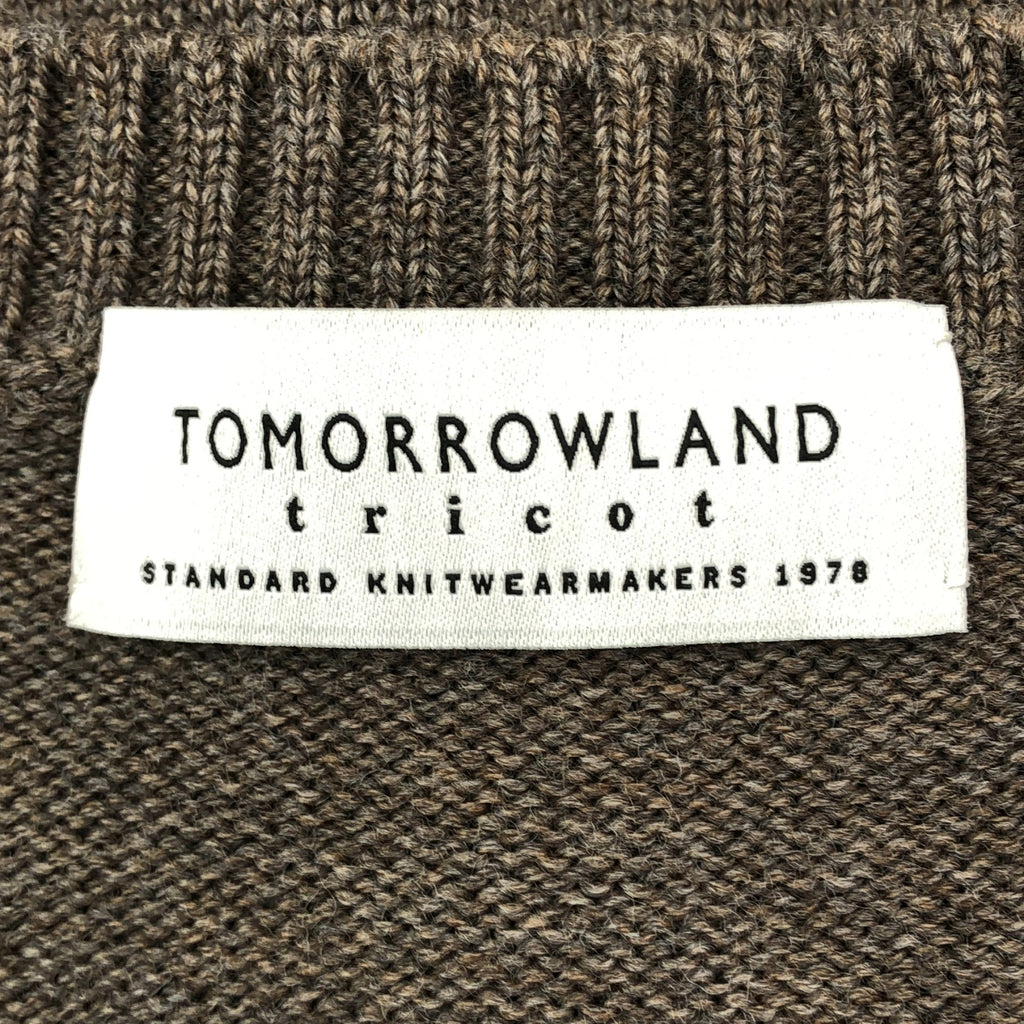 TOMORROWLAND
tricot
STANDARD KNITWEARMAKERS 1978